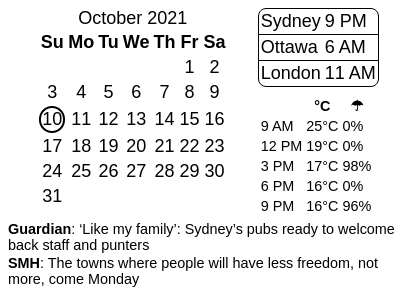 October 2021
Su Mo Tu We Th Fr Sa
1 2
3 4 5 6 7 8 9
10 11 12 13 14 15 16
17 18 19 20 21 22 23
24 25 26 27 28 29 30
31
Sydney 9 PM
Ottawa 6 AM
London 11 AM
°C ☂
9 AM 25°C 0%
12 PM 19°C 0%
3 PM 17°C 98%
6 PM 16°C 0%
9 PM 16°C 96%
Guardian: ‘Like my family’: Sydney’s pubs ready to welcome
back staff and punters
SMH: The towns where people will have less freedom, not
more, come Monday